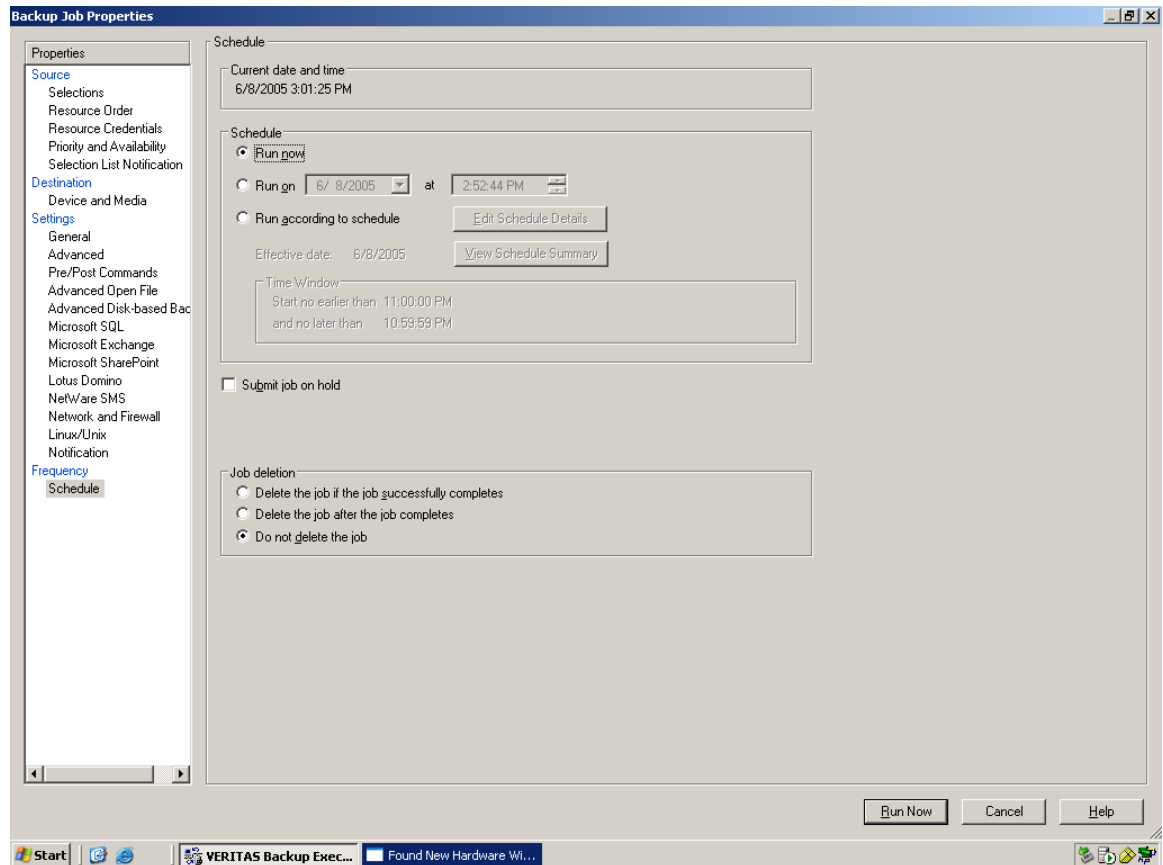 Backup Job Properties
Properties
Source
Selections
Resource Order
Resource Credentials
Priority and Availability
Selection List Notification
Destination
Device and Media
Settings
General
Advanced
Pre/Post Commands
Advanced Open File
Advanced Disk-based Bac
Microsoft SQL
Microsoft Exchange
Microsoft SharePoint
Lotus Domino
NetWare SMS
Network and Firewall
Linux/Unix
Notification
Frequency
Schedule
Schedule
Current date and time
6/8/2005 3:01:25 PM
Schedule
Run now
Run on 6/ 8/2005 at 2:52:44 PM
Run according to schedule Edit Schedule Details
Effective date: 6/8/2005 View Schedule Summary
Time Window
Start no earlier than 11:00:00 PM
and no later than 10:59:59 PM
Submit job on hold
Job deletion
Delete the job if the job successfully completes
Delete the job after the job completes
Do not delete the job
Run Now Cancel Help
Start VERITAS Backup Exec... Found New Hardware Wi...